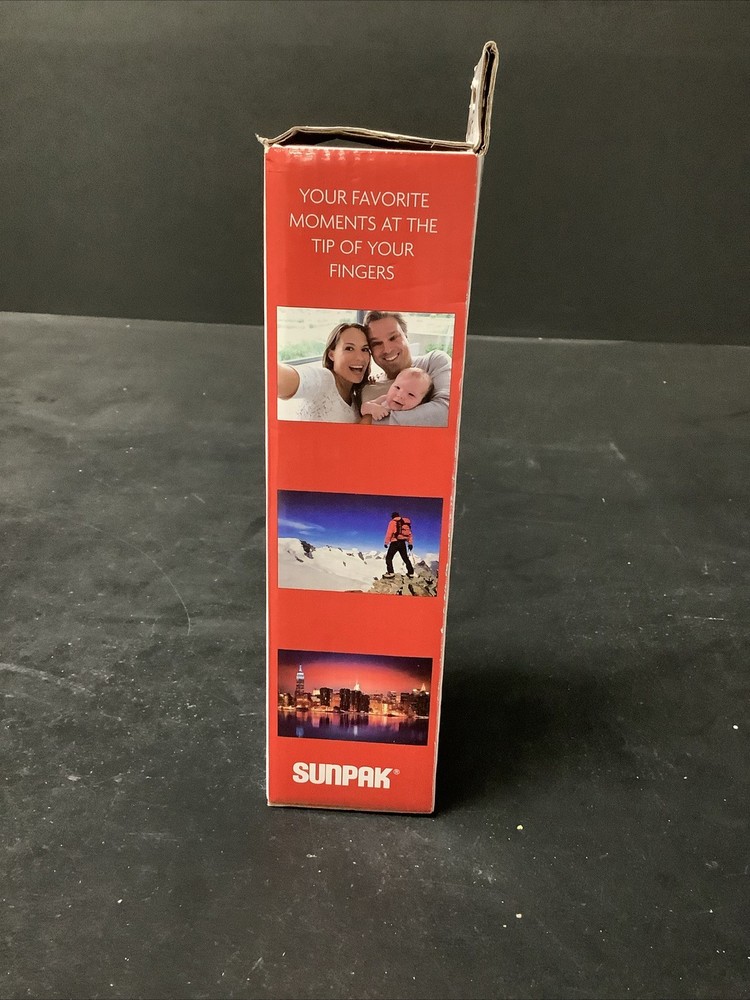 YOUR FAVORITE
MOMENTS AT THE
TIP OF YOUR
FINGERS
SUNPAK®